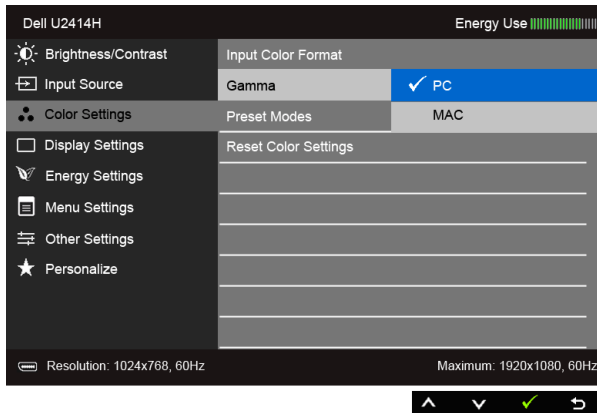 Dell U2414H Energy Use
Brightness/Contrast Input Color Format
Input Source Gamma PC
Color Settings Preset Modes MAC
Display Settings Reset Color Settings
Energy Settings
Menu Settings
Other Settings
Personalize
Resolution: 1024x768, 60Hz Maximum: 1920x1080, 60Hz